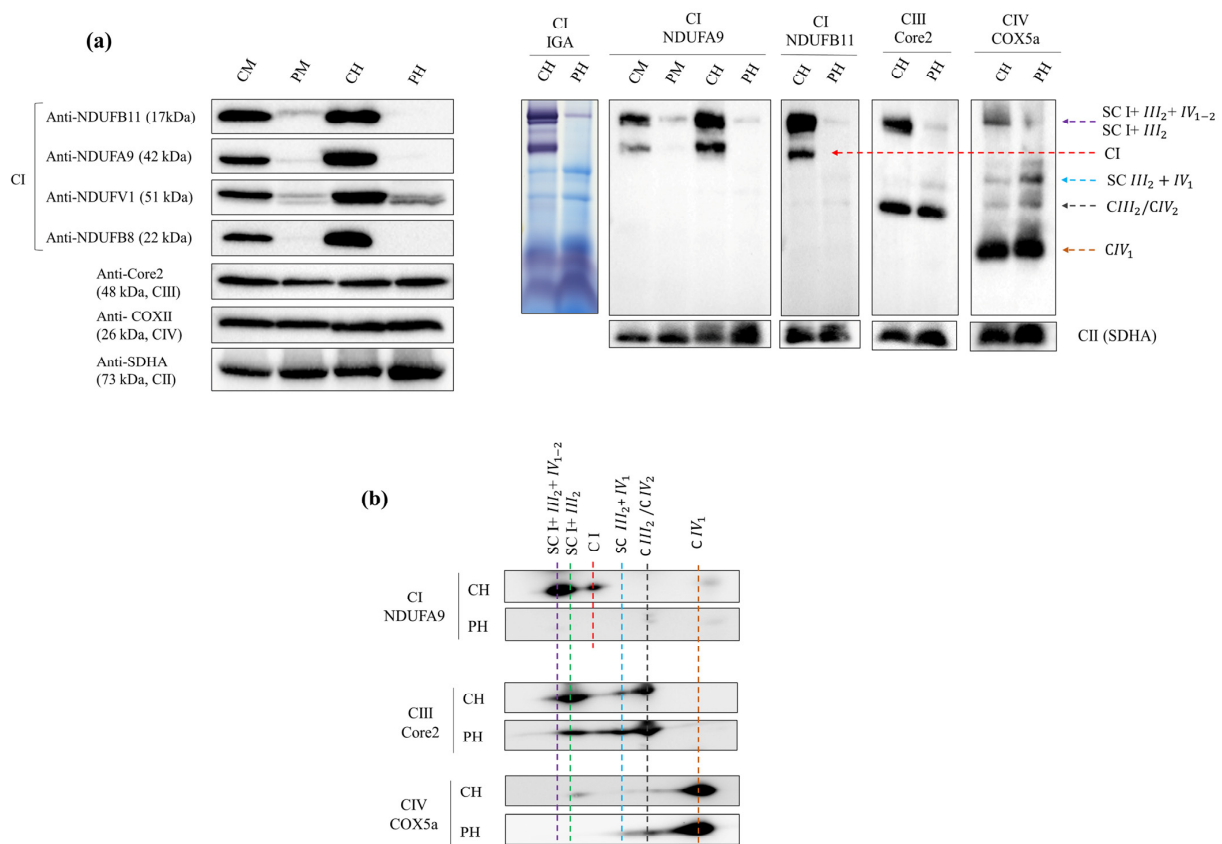 (a)
CM PM CH PH
CI
Anti-NDUFB11 (17kDa)
Anti-NDUFA9 (42 kDa)
Anti-NDUFV1 (51 kDa)
Anti-NDUFB8 (22 kDa)
Anti-Core2
(48 kDa, CIII)
Anti- COXII
(26 kDa, CIV)
Anti-SDHA
(73 kDa, CII)
CI
IGA
CH PH
CI
NDUFA9
CM PM CH PH
CI
NDUFB11
CH PH
CIII
Core2
CH PH
CIV
COX5a
CH PH
SC I+ III₂+ IV₁₋₂
SC I+ III₂
CI
SC III₂ + IV₁
CIII₂/CIV₂
CIV₁
CII (SDHA)
(b)
SC I+ III₂+ IV₁₋₂
SC I+ III₂
C I
SC III₂+ IV₁
C III₂ /C IV₂
C IV₁
CI
NDUFA9
CH
PH
CIII
Core2
CH
PH
CIV
COX5a
CH
PH